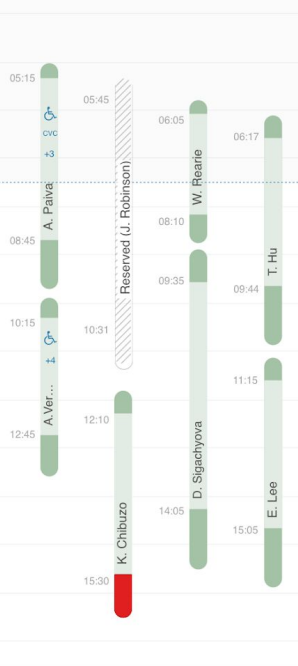 05:15
CVC
+3
A. Paiva
08:45
10:15
+4
A.Ver...
12:45
05:45
Reserved (J. Robinson)
10:31
12:10
K. Chibuzo
15:30
06:05
W. Rearie
08:10
09:35
D. Sigachyova
14:05
06:17
T. Hu
09:44
11:15
E. Lee
15:05